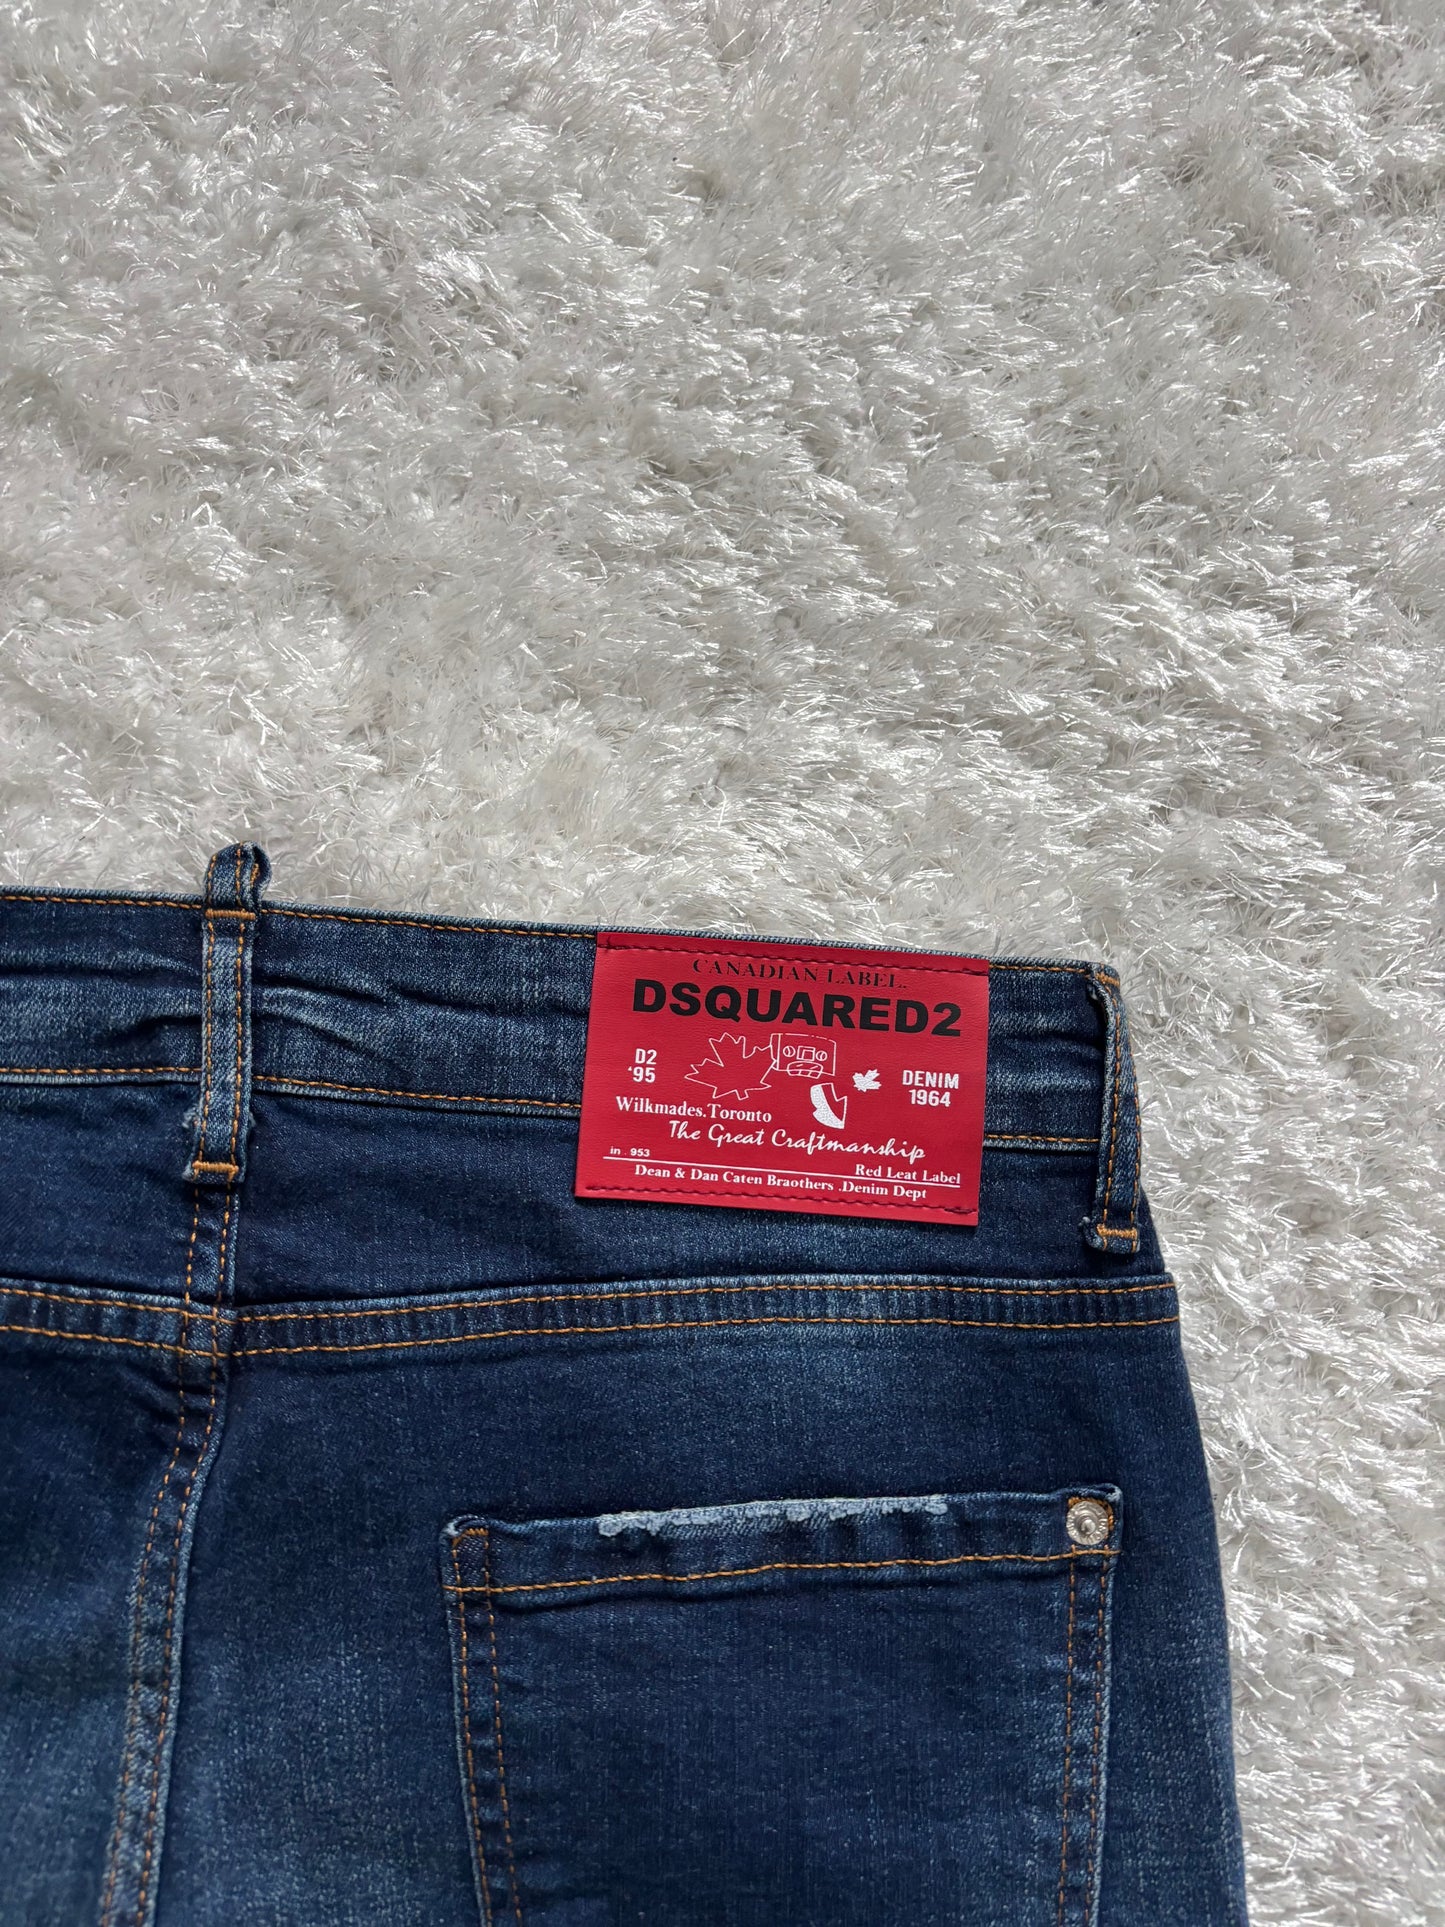 CANADIAN LABEL..
DSQUARED2
D2
'95
DENIM
1964
Wilkmades.Toronto
The Great Craftmanship
in . 953
Red Leat Label
Dean & Dan Caten Braothers .Denim Dept